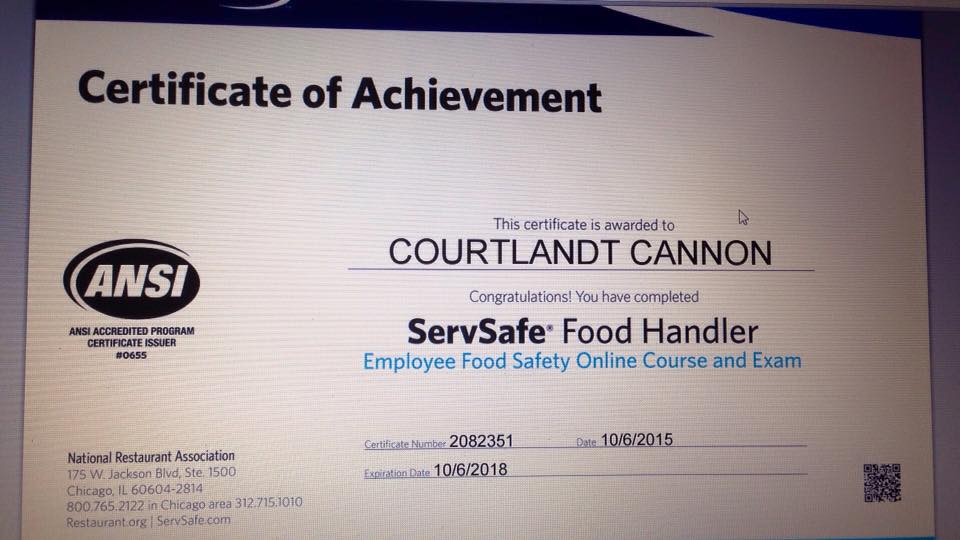 Certificate of Achievement
This certificate is awarded to
COURTLANDT CANNON
Congratulations! You have completed
ServSafe® Food Handler
Employee Food Safety Online Course and Exam
ANSI
ANSI ACCREDITED PROGRAM
CERTIFICATE ISSUER
#0655
Certificate Number 2082351 Date 10/6/2015
Expiration Date 10/6/2018
National Restaurant Association
175 W. Jackson Blvd, Ste. 1500
Chicago, IL 60604-2814
800.765.2122 in Chicago area 312.715.1010
Restaurant.org | ServSafe.com